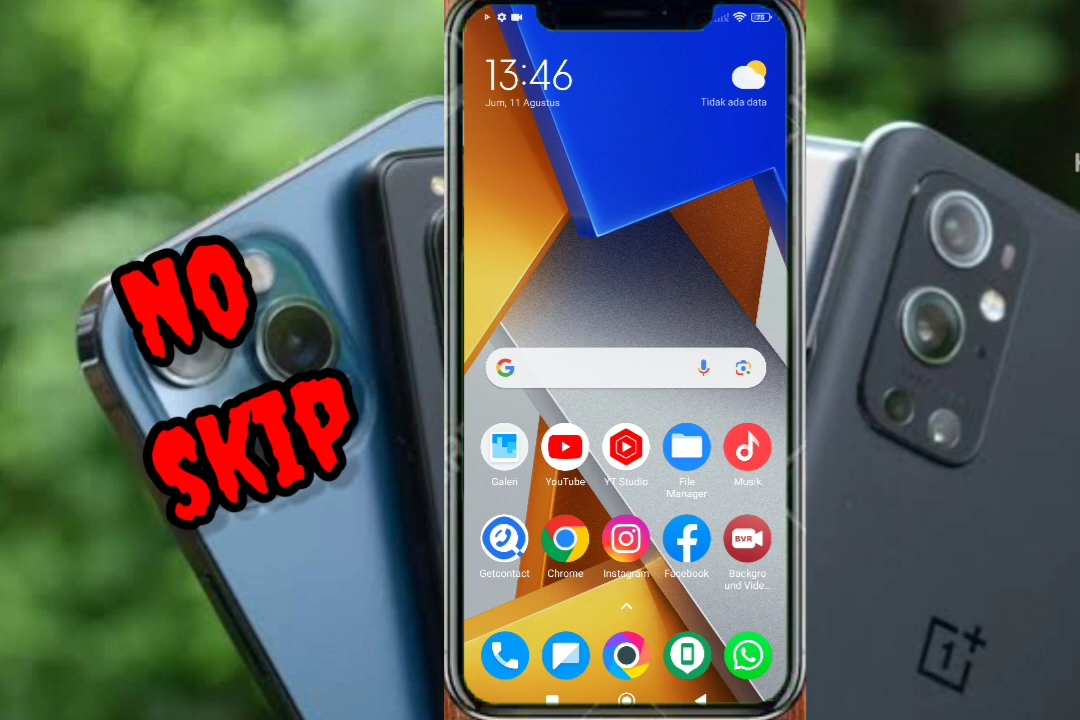 75
13:46
Jum, 11 Agustus
Tidak ada data
NO
SKIP
Galeri
YouTube
YT Studio
File
Manager
Musik
BVR
Getcontact
Chrome
Instagram
Facebook
Backgro
und Vide...